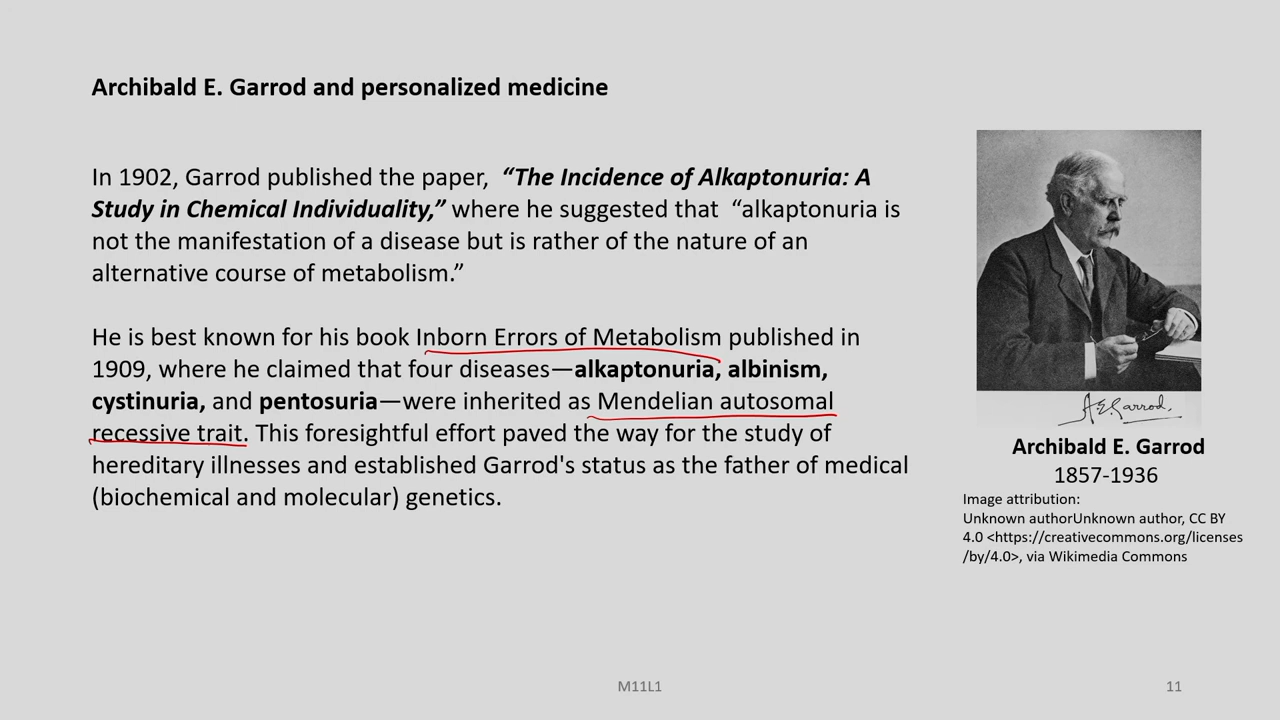 Archibald E. Garrod and personalized medicine
In 1902, Garrod published the paper, “The Incidence of Alkaptonuria: A
Study in Chemical Individuality,” where he suggested that “alkaptonuria is
not the manifestation of a disease but is rather of the nature of an
alternative course of metabolism.”
He is best known for his book Inborn Errors of Metabolism published in
1909, where he claimed that four diseases—alkaptonuria, albinism,
cystinuria, and pentosuria—were inherited as Mendelian autosomal
recessive trait. This foresightful effort paved the way for the study of
hereditary illnesses and established Garrod's status as the father of medical
(biochemical and molecular) genetics.
A.E.Garrod.
Archibald E. Garrod
1857-1936
Image attribution:
Unknown authorUnknown author, CC BY
4.0 <https://creativecommons.org/licenses
/by/4.0>, via Wikimedia Commons
M11L1
11